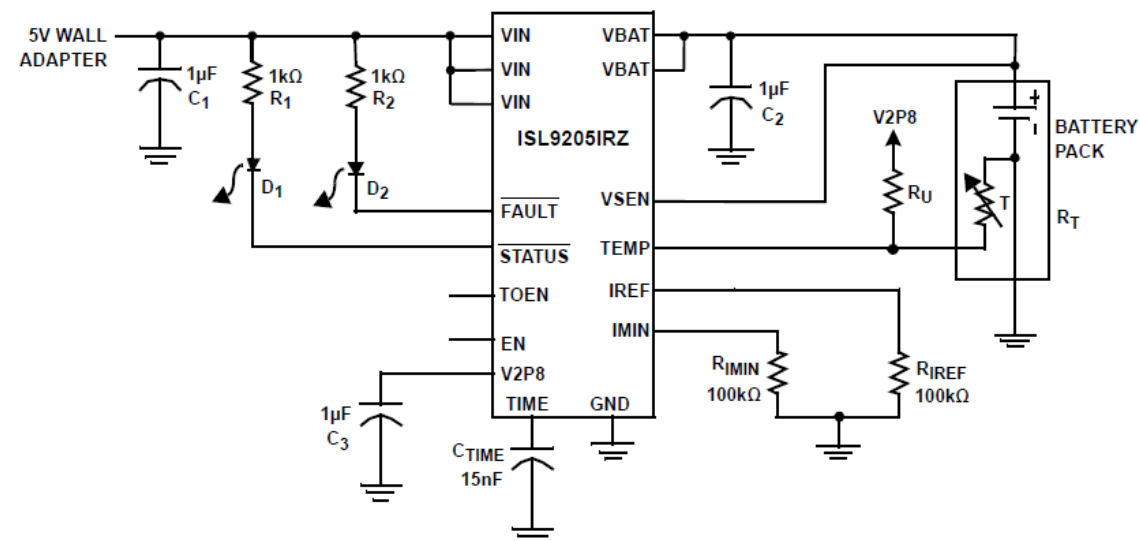 5V WALL
ADAPTER
1µF
C1
1kΩ
R1
1kΩ
R2
D1
D2
VIN
VIN
VIN
VBAT
VBAT
ISL9205IRZ
FAULT
STATUS
TOEN
EN
V2P8
TIME
GND
VSEN
TEMP
IREF
IMIN
1µF
C2
V2P8
RU
+
-
T
BATTERY
PACK
RT
RIMIN
100kΩ
RIREF
100kΩ
1µF
C3
CTIME
15nF